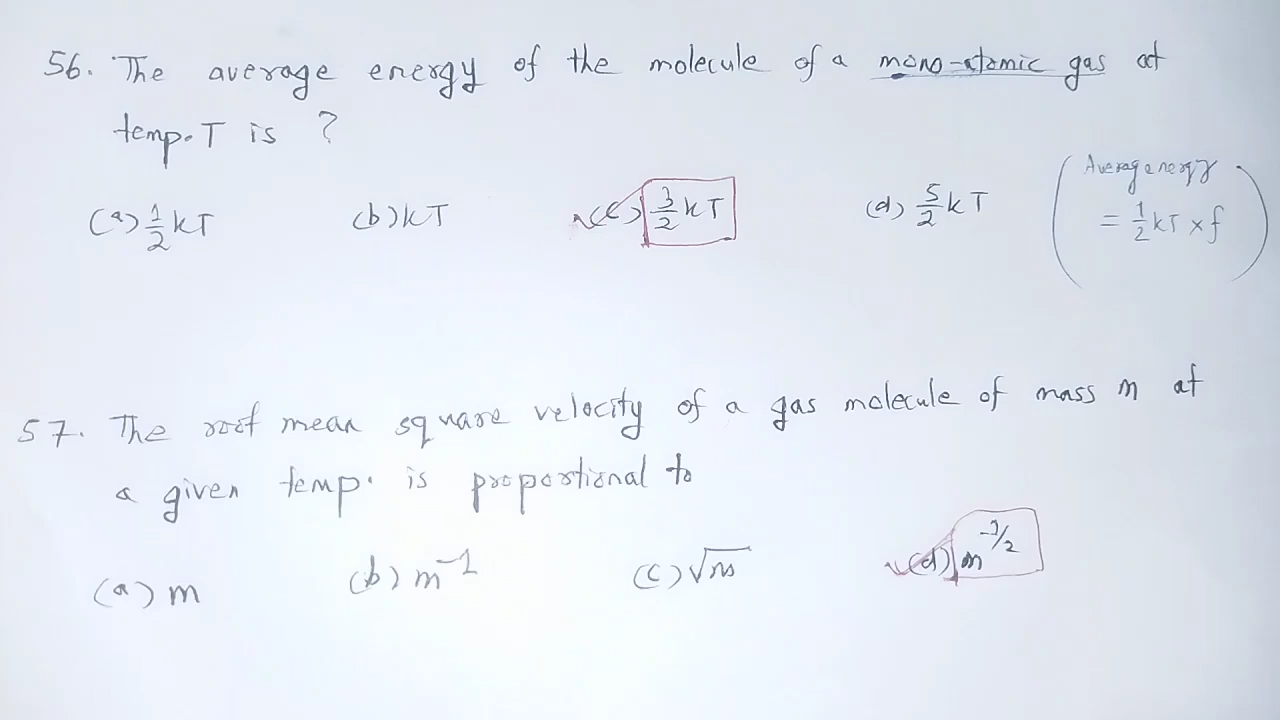 56. The average energy of the molecule of a mono-atomic gas at
temp. T is ?
(a) 1/2 kT (b) kT (c) 3/2 kT (d) 5/2 kT
(Average energy
= 1/2 kT × f)
57. The root mean square velocity of a gas molecule of mass m at
a given temp. is proportional to
(a) m (b) m⁻¹ (c) √m (d) m^-1/2